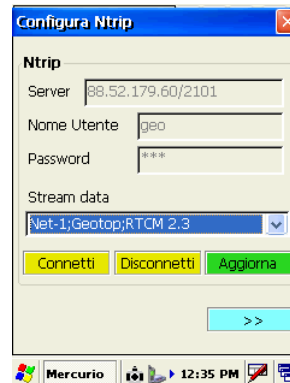 Configura Ntrip
Ntrip
Server 88.52.179.60/2101
Nome Utente geo
Password ***
Stream data
Net-1;Geotop;RTCM 2.3
Connetti Disconnetti Aggiorna
>>
Mercurio 12:35 PM